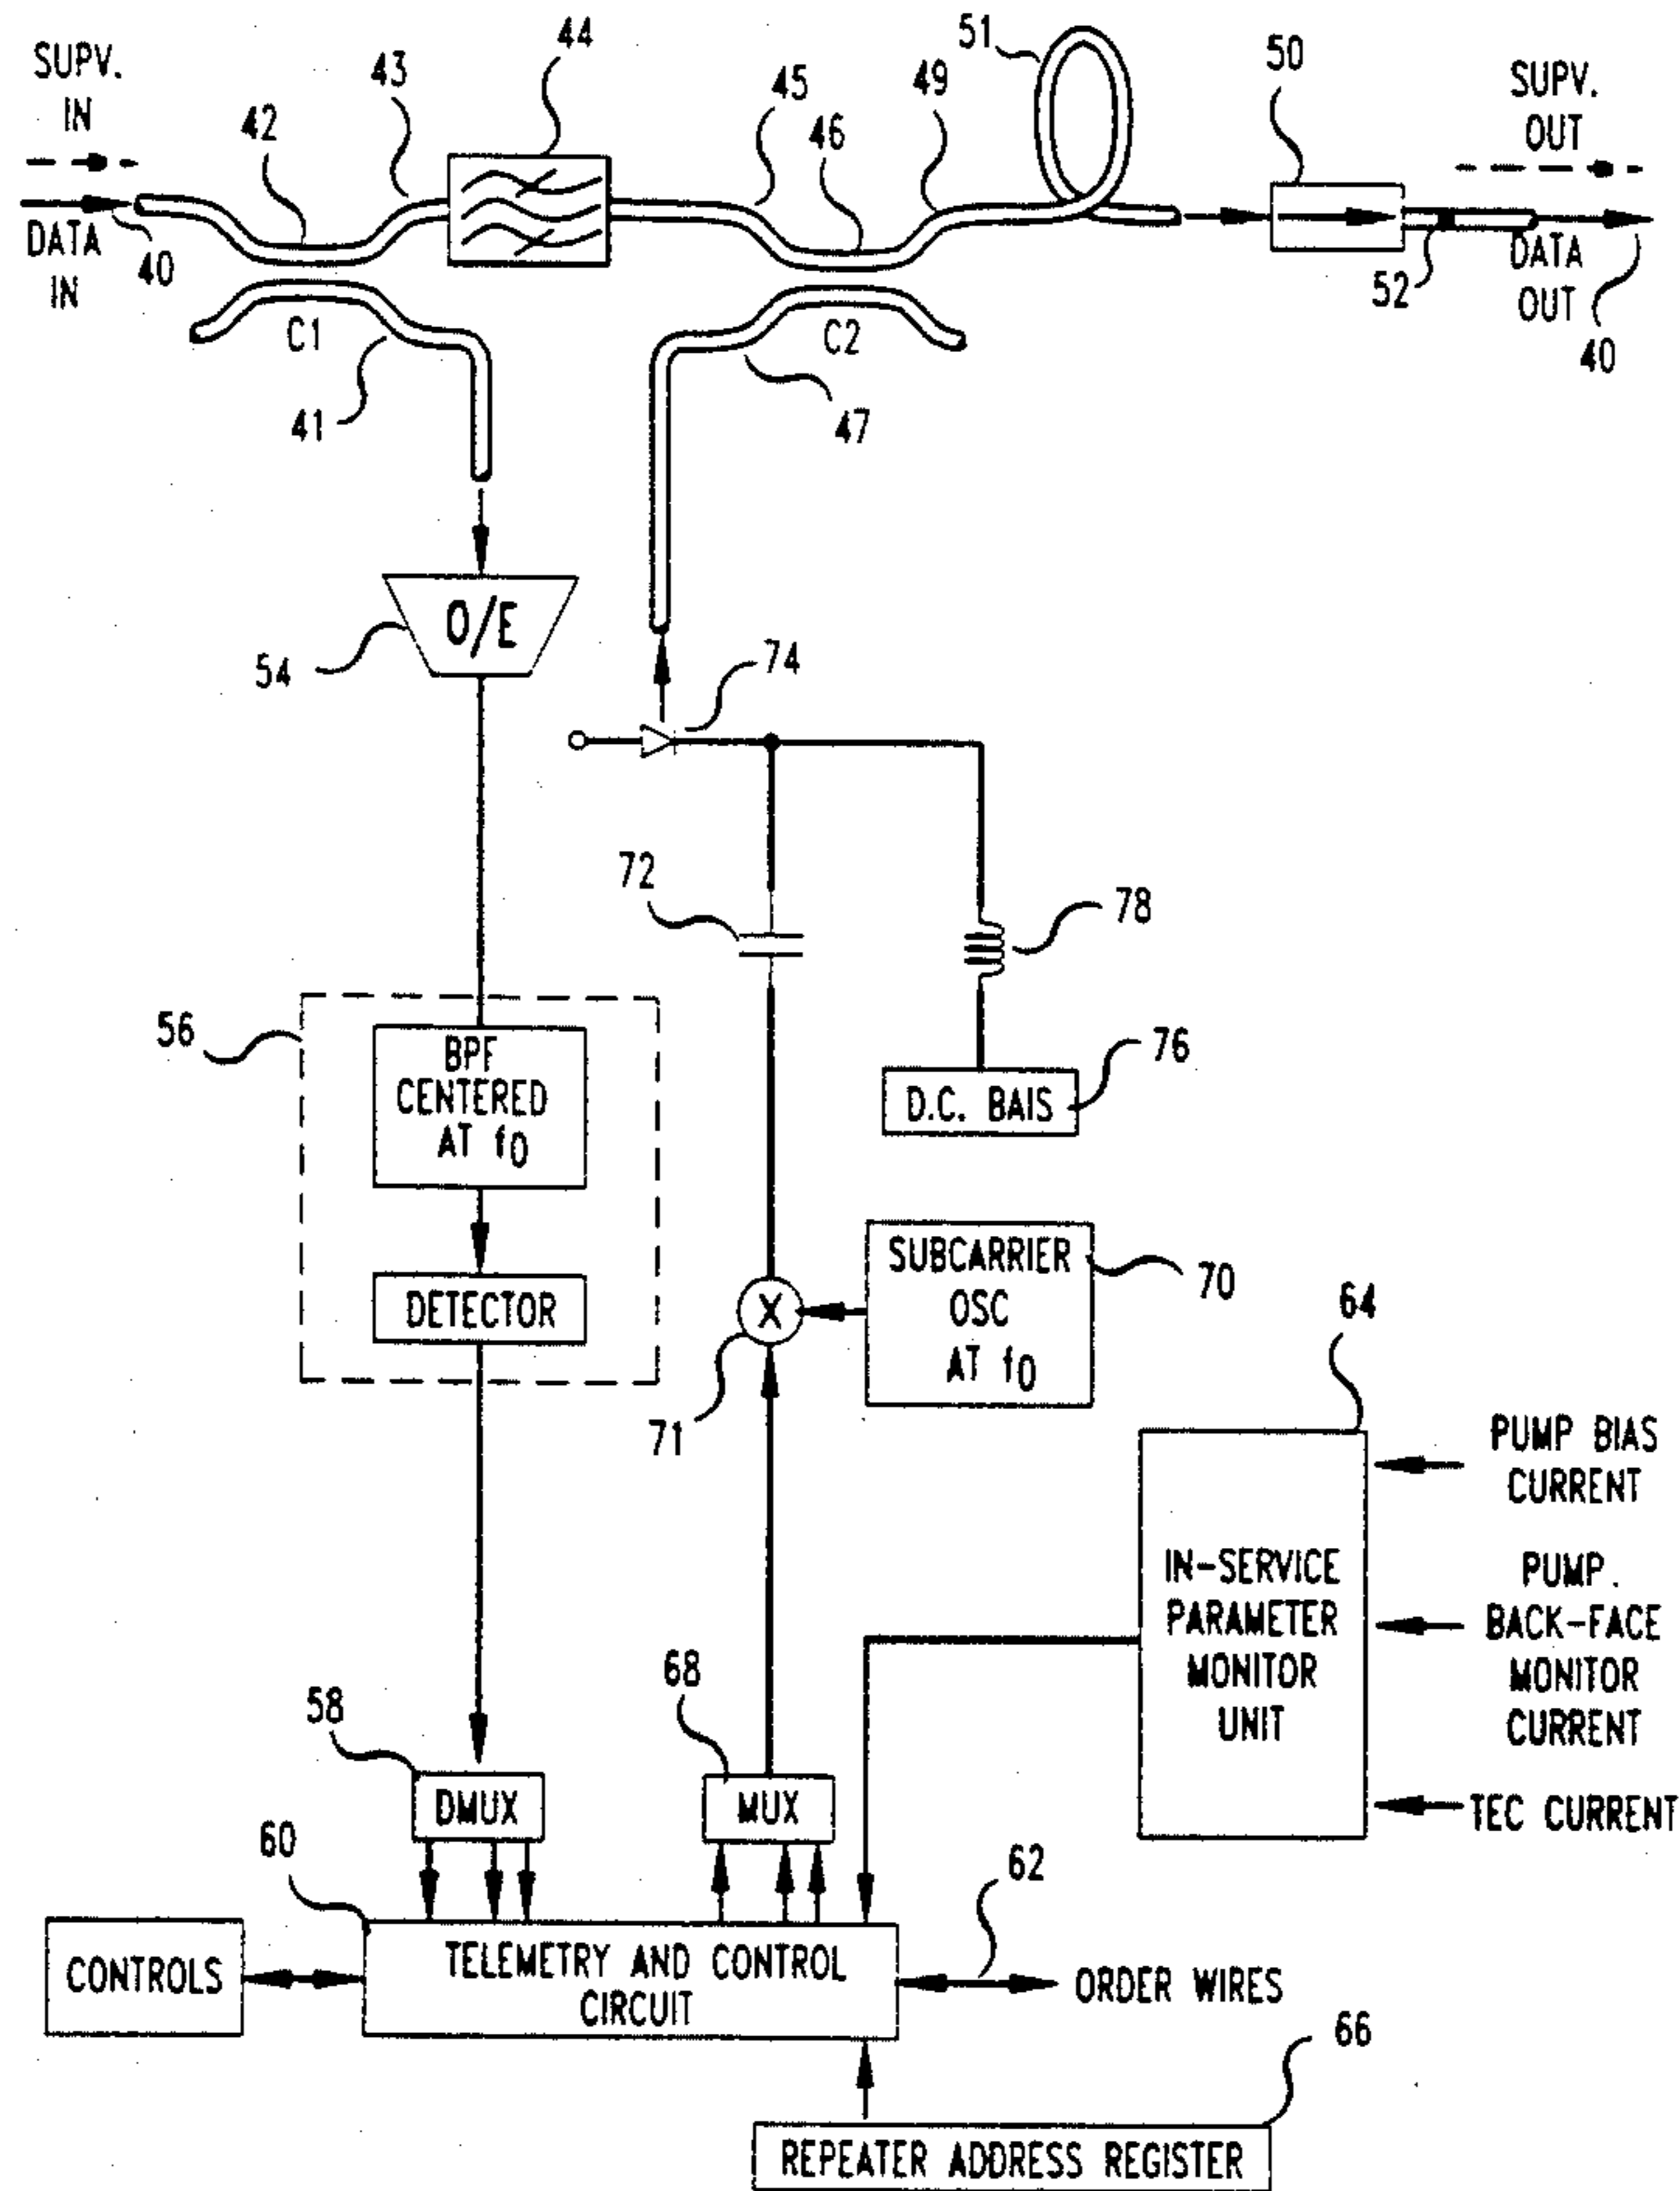 SUPV.
IN
DATA
IN
40
42
43
44
45
46
49
51
50
SUPV.
OUT
DATA
OUT
52
40
C1
41
C2
47
O/E
54
74
72
78
56
BPF
CENTERED
AT f0
D.C. BAIS
76
DETECTOR
X
71
SUBCARRIER
OSC
AT f0
70
64
PUMP BIAS
CURRENT
IN-SERVICE
PARAMETER
MONITOR
UNIT
PUMP.
BACK-FACE
MONITOR
CURRENT
TEC CURRENT
58
DMUX
68
MUX
60
62
CONTROLS
TELEMETRY AND CONTROL
CIRCUIT
ORDER WIRES
66
REPEATER ADDRESS REGISTER